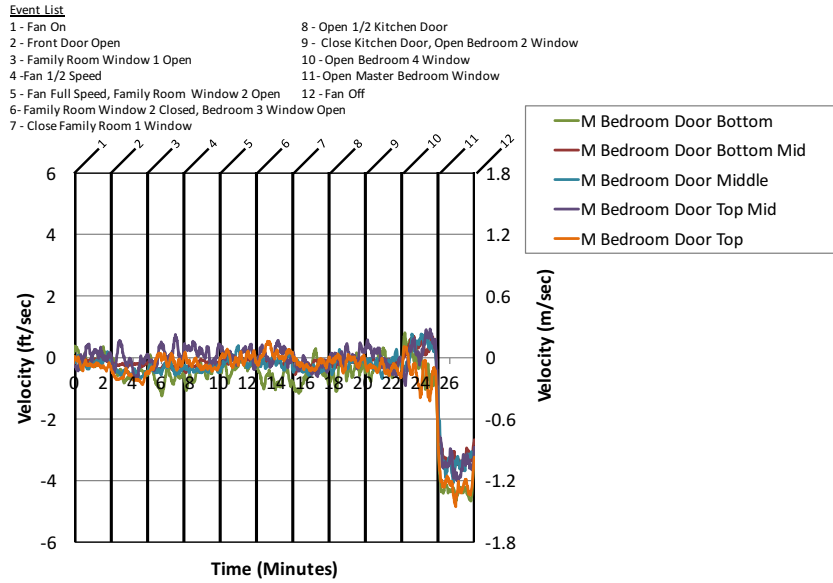 Event List
1 - Fan On
2 - Front Door Open
3 - Family Room Window 1 Open
4 -Fan 1/2 Speed
5 - Fan Full Speed, Family Room Window 2 Open
6- Family Room Window 2 Closed, Bedroom 3 Window Open
7 - Close Family Room 1 Window
8 - Open 1/2 Kitchen Door
9 - Close Kitchen Door, Open Bedroom 2 Window
10 - Open Bedroom 4 Window
11- Open Master Bedroom Window
12 - Fan Off
M Bedroom Door Bottom
M Bedroom Door Bottom Mid
M Bedroom Door Middle
M Bedroom Door Top Mid
M Bedroom Door Top
1 2 3 4 5 6 7 8 9 10 11 12
6
4
2
0
-2
-4
-6
Velocity (ft/sec)
0 2 4 6 8 10 12 14 16 18 20 22 24 26
1.8
1.2
0.6
0
-0.6
-1.2
-1.8
Velocity (m/sec)
Time (Minutes)